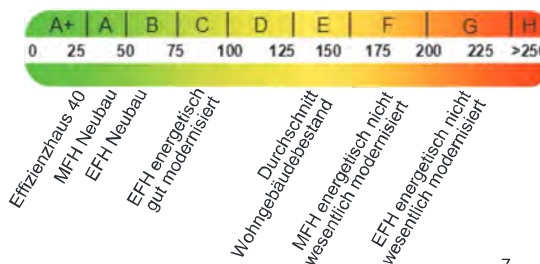 A+ A B C D E F G H
0 25 50 75 100 125 150 175 200 225 >250
Effizienzhaus 40
MFH Neubau
EFH Neubau
EFH energetisch
gut modernisiert
Durchschnitt
Wohngebäudebestand
MFH energetisch nicht
wesentlich modernisiert
EFH energetisch nicht
wesentlich modernisiert
7